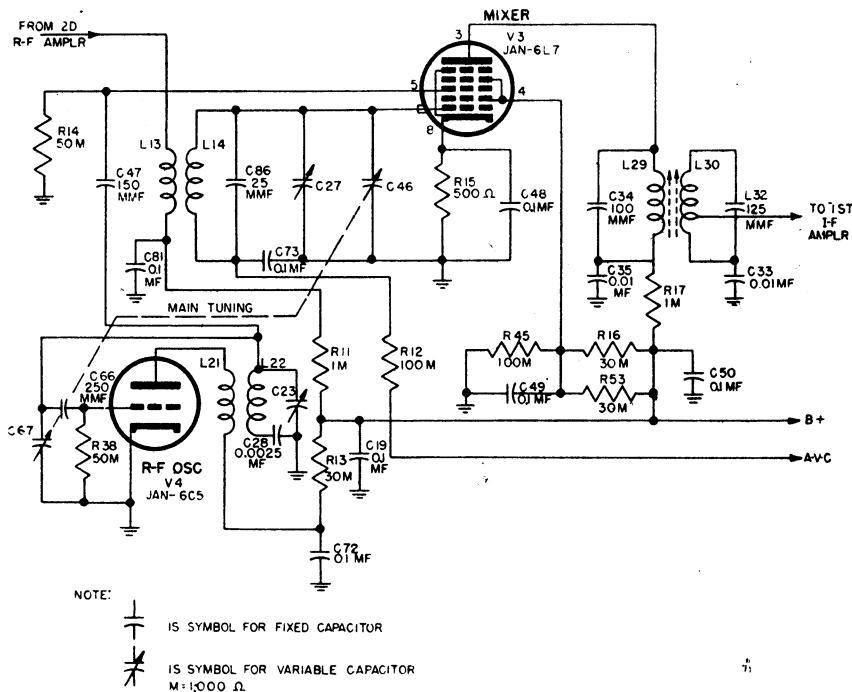 MIXER
FROM 2D
R-F AMPLR
3
V3
JAN-6L7
5
4
8
R14
50M
L13
L14
C47
150
MMF
C86
25
MMF
C27
C46
R15
500 Ω
C48
0.1MF
L29
L30
C34
100
MMF
L32
125
MMF
TO 1ST
I-F
AMPLR
C81
0.1
MF
C73
0.1MF
C35
0.01
MF
C33
0.01MF
R17
1M
MAIN TUNING
R11
1M
R12
100M
R45
100M
R16
30M
C49
0.1MF
R53
30M
C50
0.1MF
C66
250
MMF
L21
L22
C23
C67
R38
50M
C28
0.0025
MF
R13
30M
C19
0.1
MF
B+
A-V-C
R-F OSC
V4
JAN-6C5
C72
0.1 MF
NOTE:
IS SYMBOL FOR FIXED CAPACITOR
IS SYMBOL FOR VARIABLE CAPACITOR
M=1,000 Ω